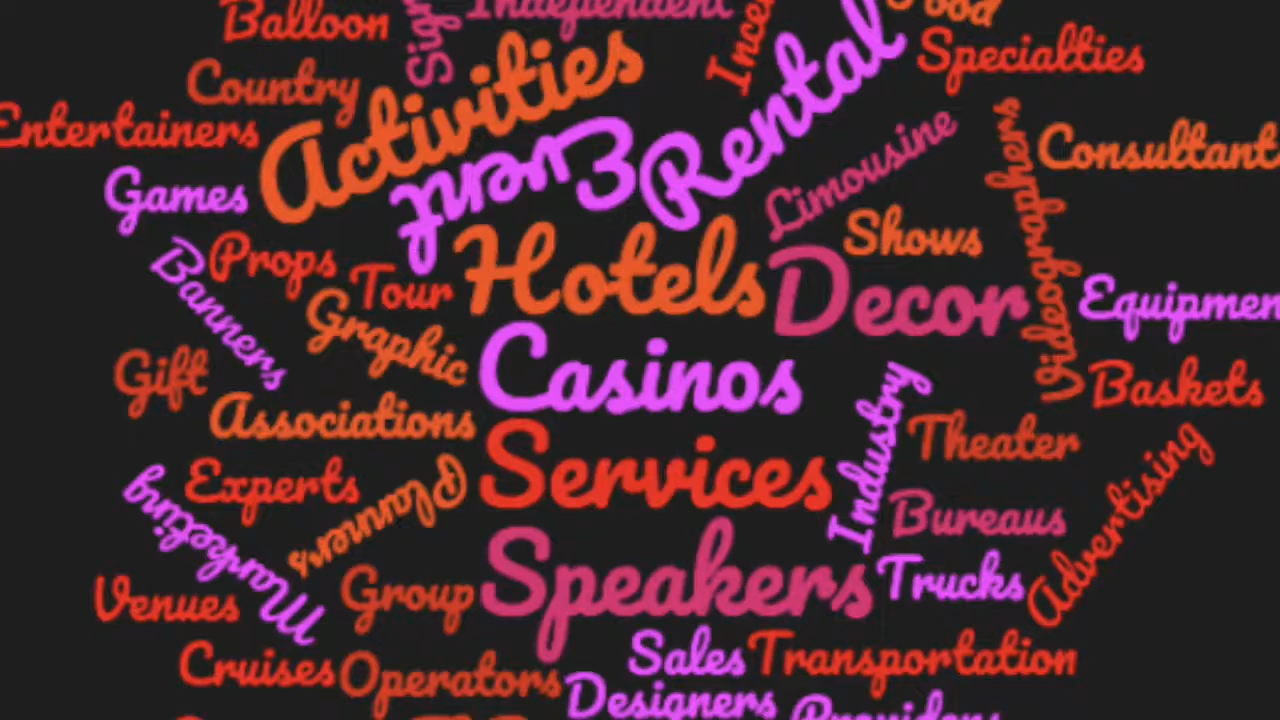 Balloon
Independent
Food
Specialties
Country
Activities
Rental
Entertainers
Limousine
Videographers
Consultant
Games
Event
Shows
Banners
Props
Tour
Hotels
Decor
Equipmen
Graphic
Gift
Casinos
Baskets
Associations
Industry
Theater
Services
Experts
Planners
Marketing
Bureaus
Advertising
Speakers
Trucks
Venues
Group
Sales
Transportation
Cruises
Operators
Designers
Providers